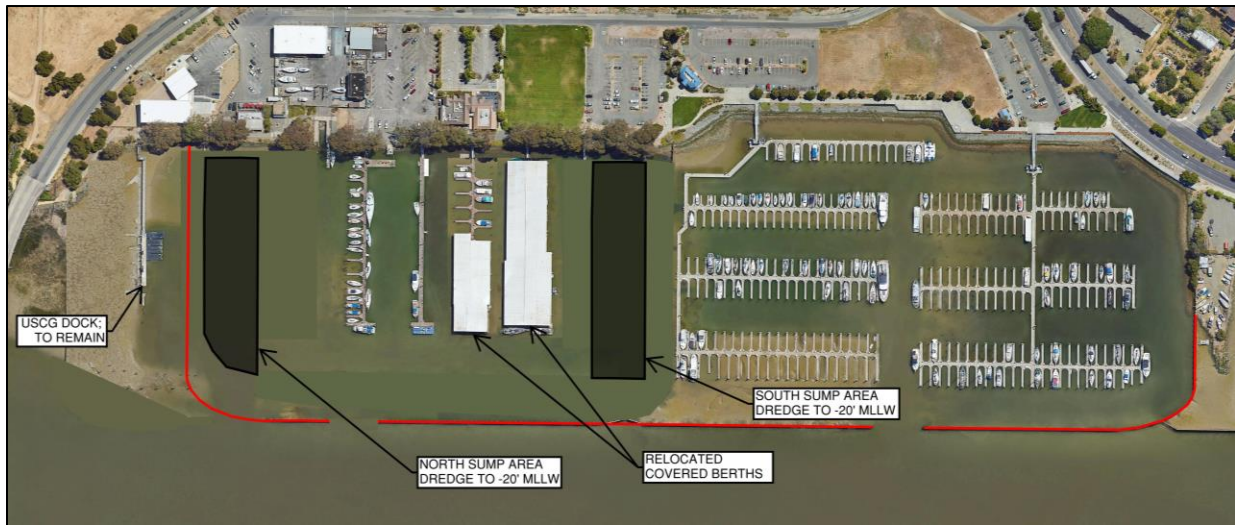 USCG DOCK;
TO REMAIN
NORTH SUMP AREA
DREDGE TO -20' MLLW
RELOCATED
COVERED BERTHS
SOUTH SUMP AREA
DREDGE TO -20' MLLW